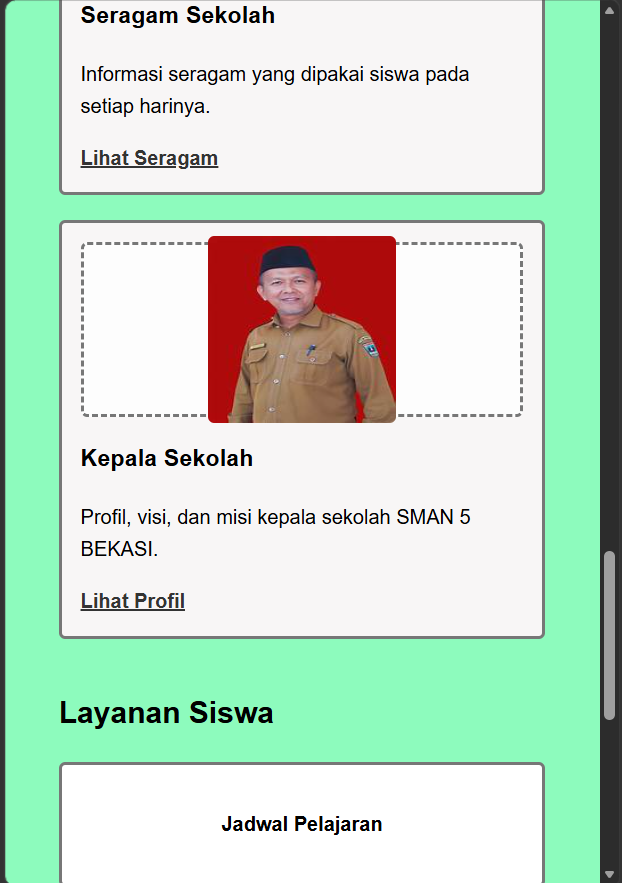 Seragam Sekolah
Informasi seragam yang dipakai siswa pada
setiap harinya.
Lihat Seragam
Kepala Sekolah
Profil, visi, dan misi kepala sekolah SMAN 5
BEKASI.
Lihat Profil
Layanan Siswa
Jadwal Pelajaran